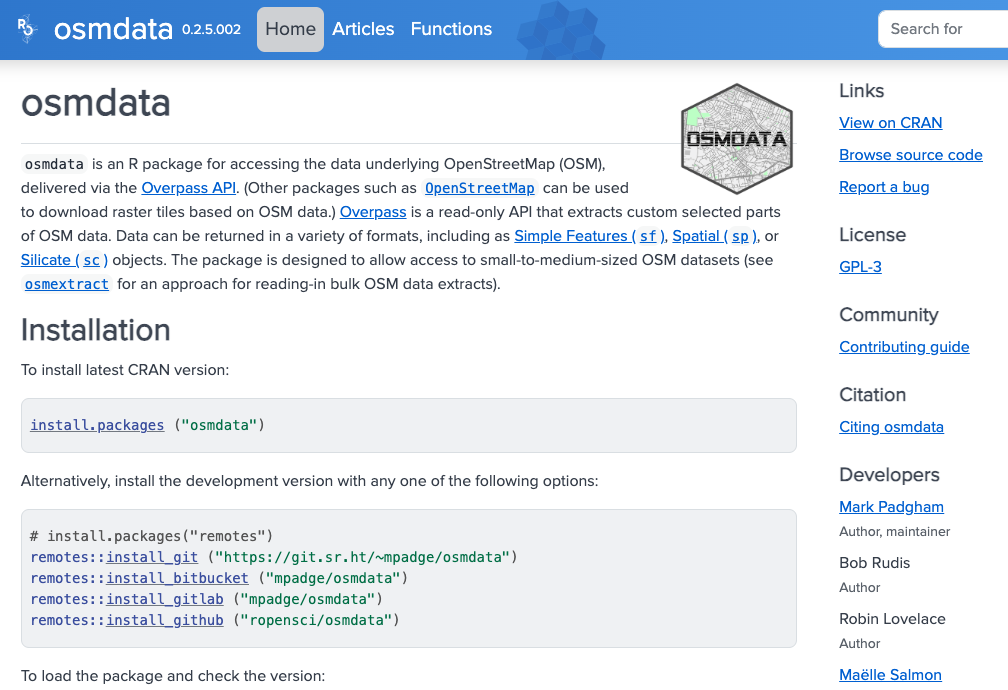 osmdata 0.2.5.002 Home Articles Functions Search for
osmdata
OSMDATA
osmdata is an R package for accessing the data underlying OpenStreetMap (OSM),
delivered via the Overpass API. (Other packages such as OpenStreetMap can be used
to download raster tiles based on OSM data.) Overpass is a read-only API that extracts custom selected parts
of OSM data. Data can be returned in a variety of formats, including as Simple Features (sf), Spatial (sp), or
Silicate (sc) objects. The package is designed to allow access to small-to-medium-sized OSM datasets (see
osmextract for an approach for reading-in bulk OSM data extracts).
Installation
To install latest CRAN version:
install.packages ("osmdata")
Alternatively, install the development version with any one of the following options:
# install.packages("remotes")
remotes::install_git ("https://git.sr.ht/~mpadge/osmdata")
remotes::install_bitbucket ("mpadge/osmdata")
remotes::install_gitlab ("mpadge/osmdata")
remotes::install_github ("ropensci/osmdata")
To load the package and check the version:
Links
View on CRAN
Browse source code
Report a bug
License
GPL-3
Community
Contributing guide
Citation
Citing osmdata
Developers
Mark Padgham
Author, maintainer
Bob Rudis
Author
Robin Lovelace
Author
Maëlle Salmon